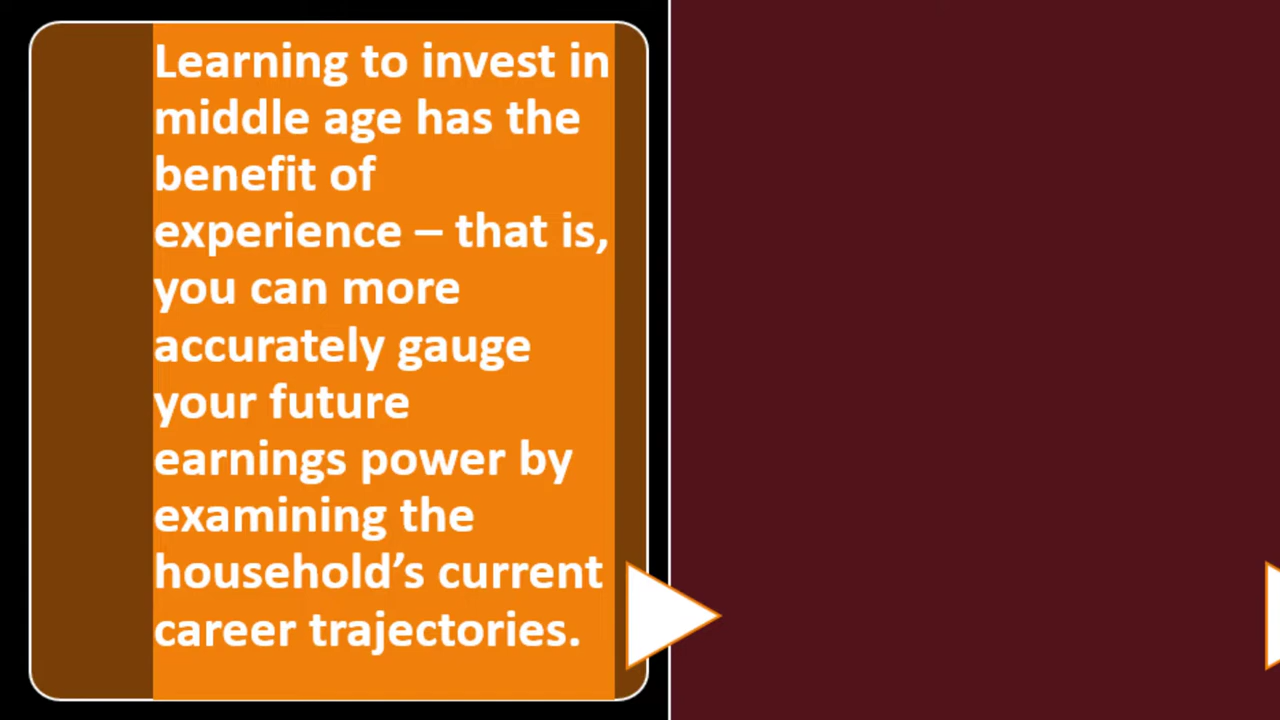 Learning to invest in
middle age has the
benefit of
experience – that is,
you can more
accurately gauge
your future
earnings power by
examining the
household’s current
career trajectories.